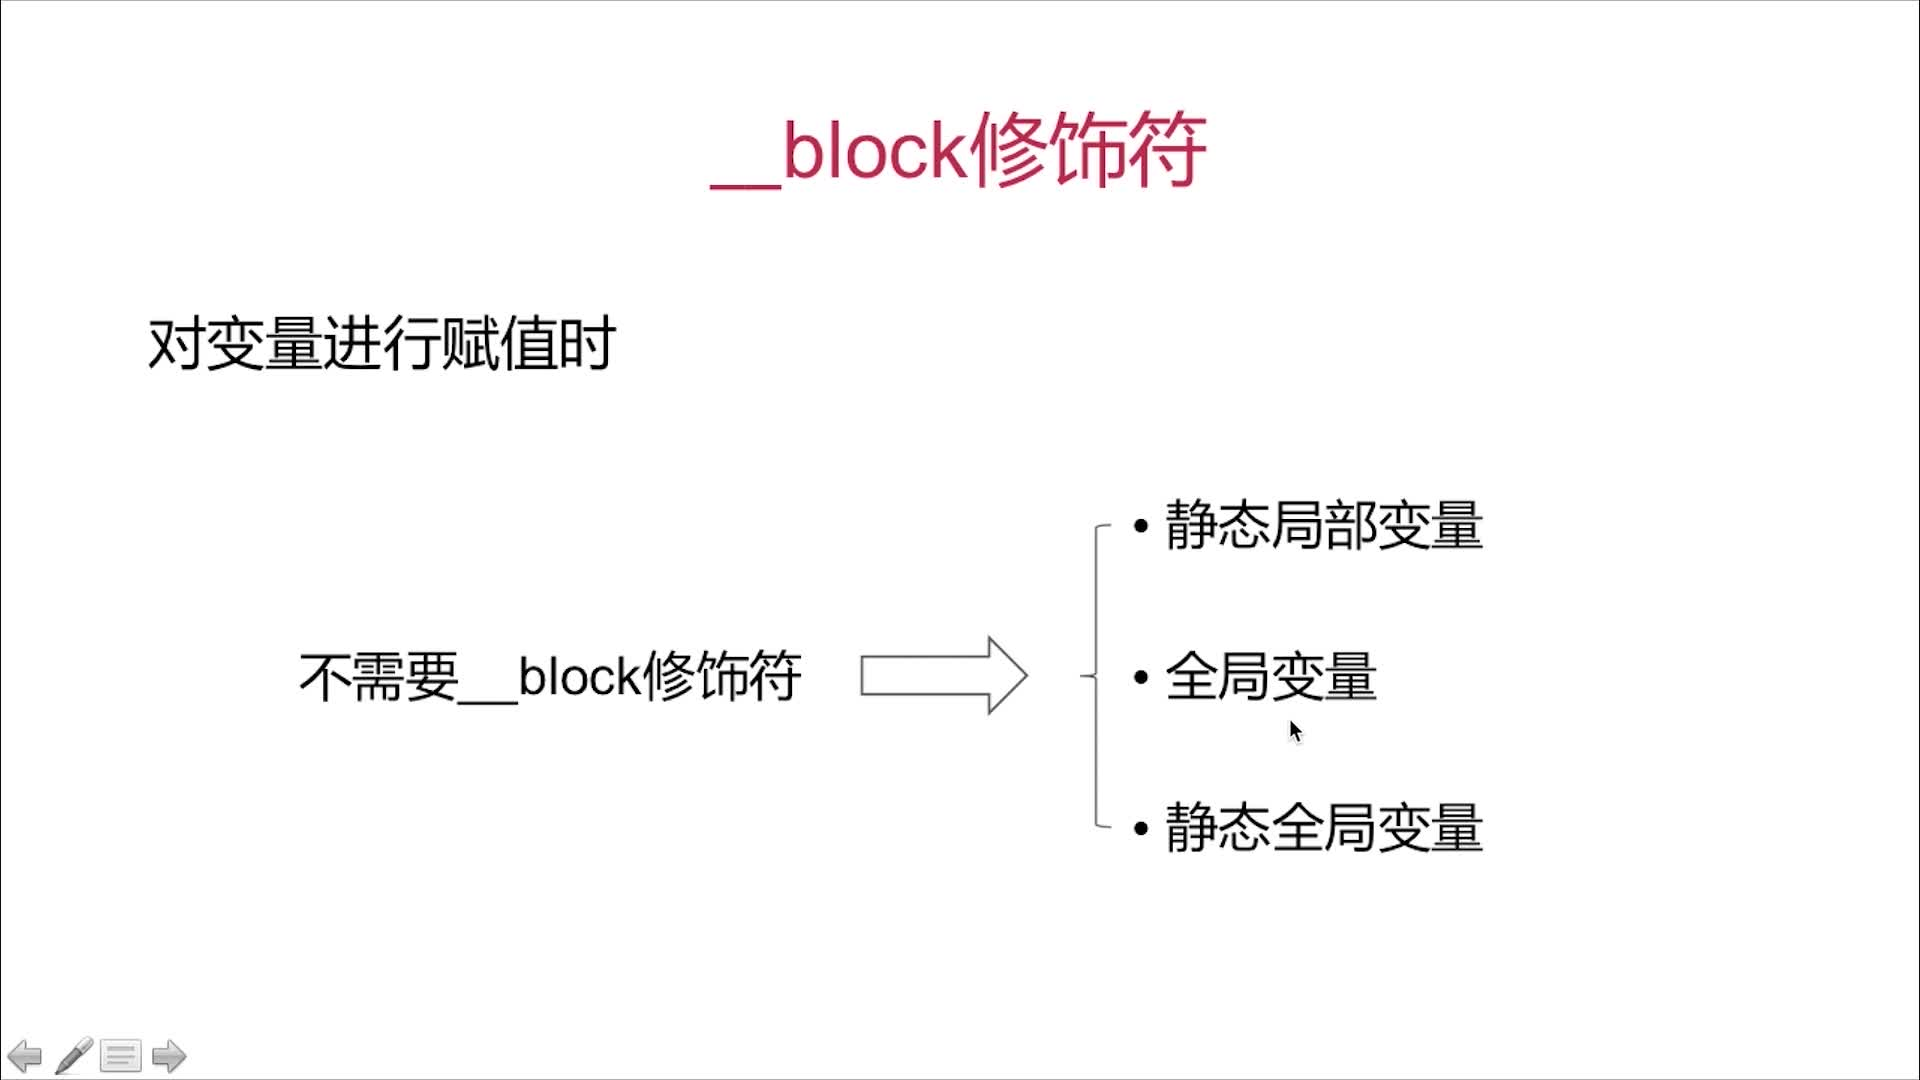 __block修饰符
对变量进行赋值时
不需要__block修饰符
• 静态局部变量
• 全局变量
• 静态全局变量